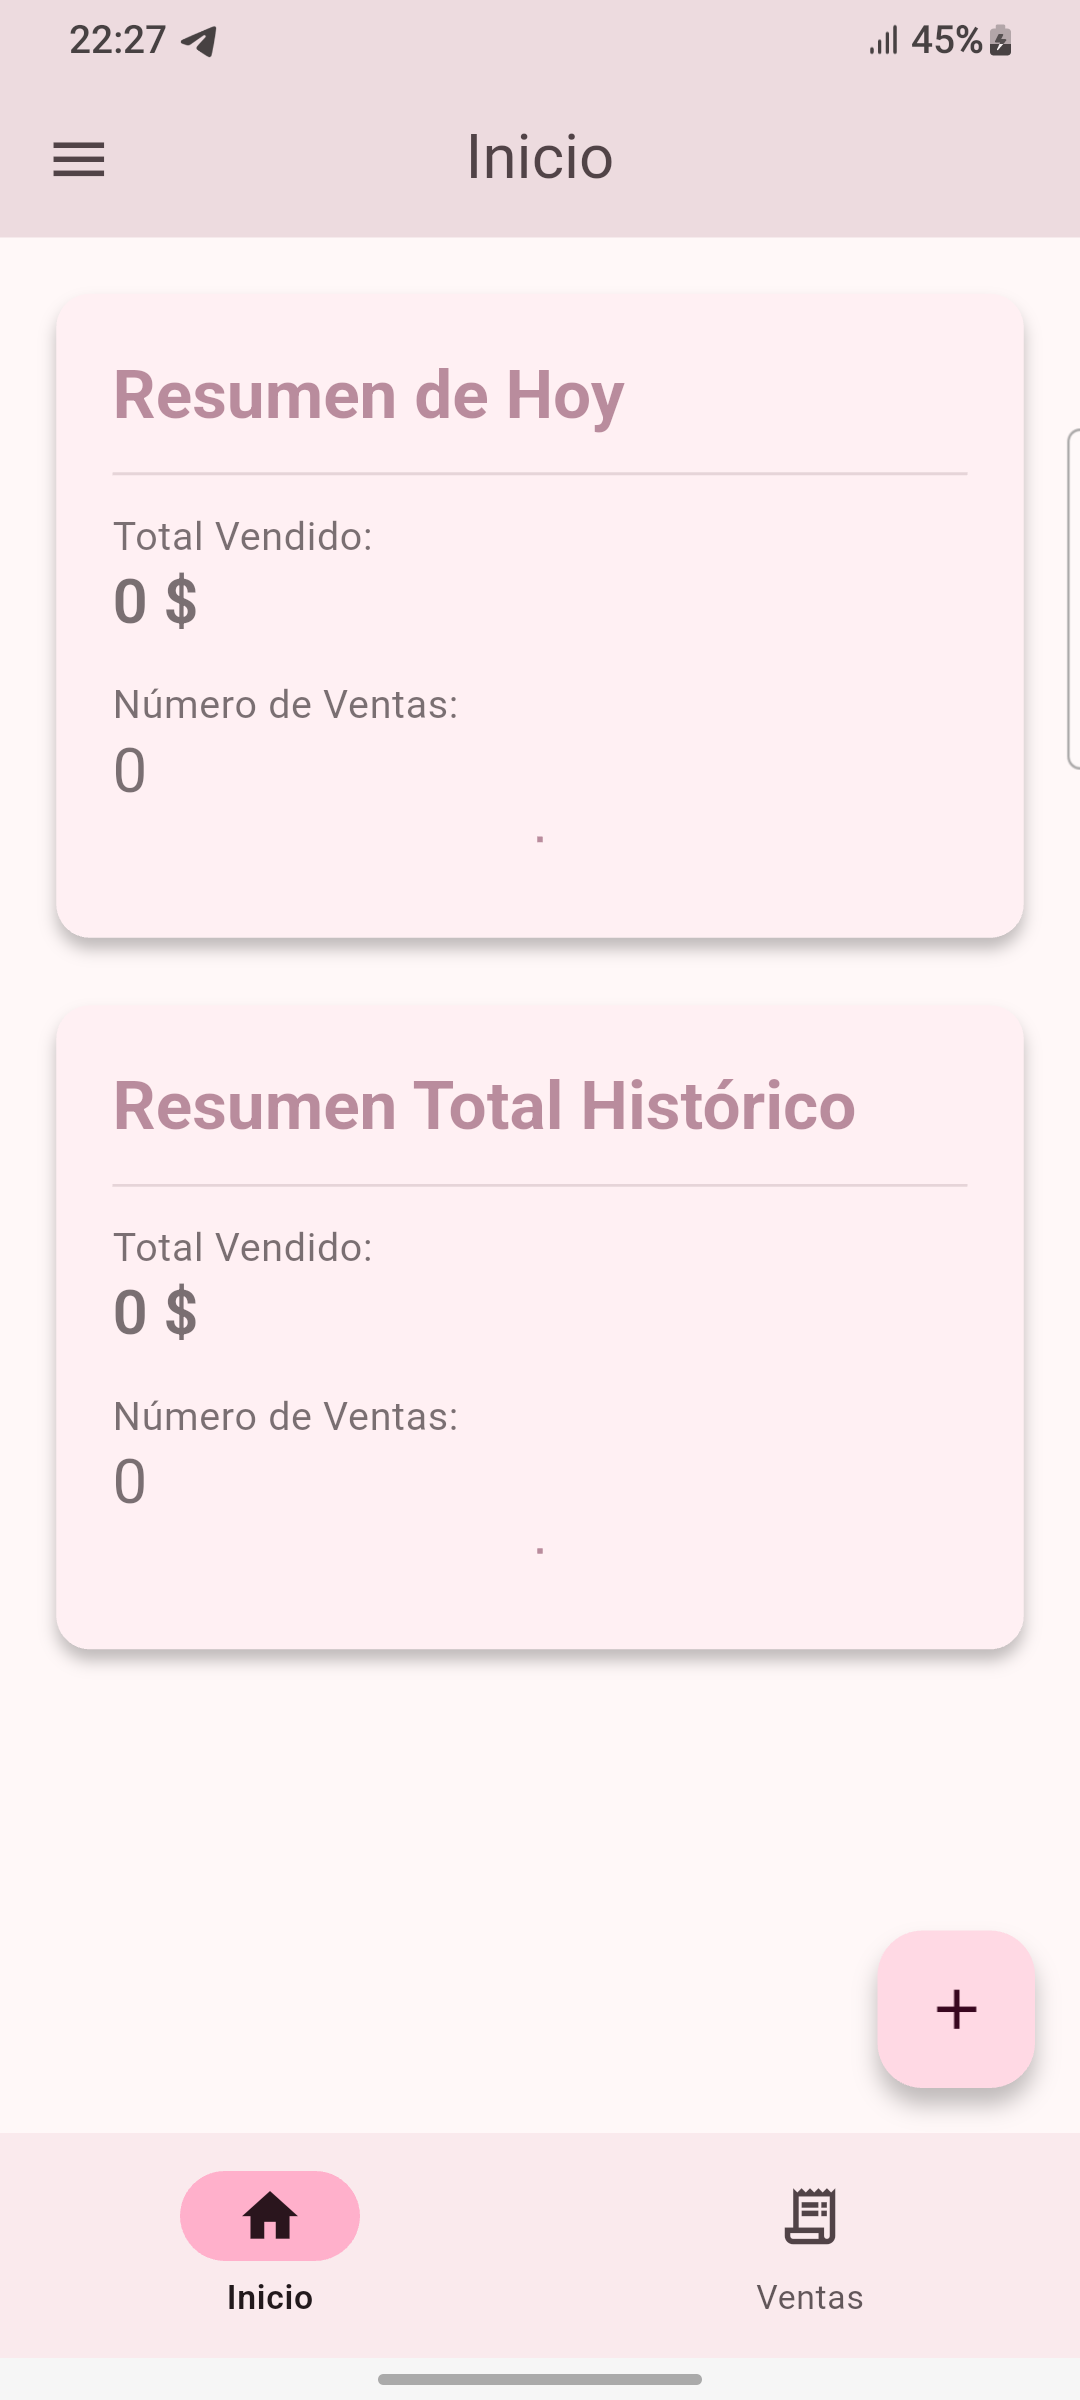 22:27 45%
Inicio
Resumen de Hoy
Total Vendido:
0 $
Número de Ventas:
0
.
Resumen Total Histórico
Total Vendido:
0 $
Número de Ventas:
0
.
+
Inicio Ventas